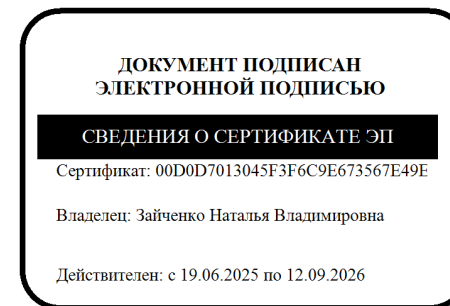 ДОКУМЕНТ ПОДПИСАН
ЭЛЕКТРОННОЙ ПОДПИСЬЮ
СВЕДЕНИЯ О СЕРТИФИКАТЕ ЭП
Сертификат: 00D0D7013045F3F6C9E673567E49E
Владелец: Зайченко Наталья Владимировна
Действителен: с 19.06.2025 по 12.09.2026